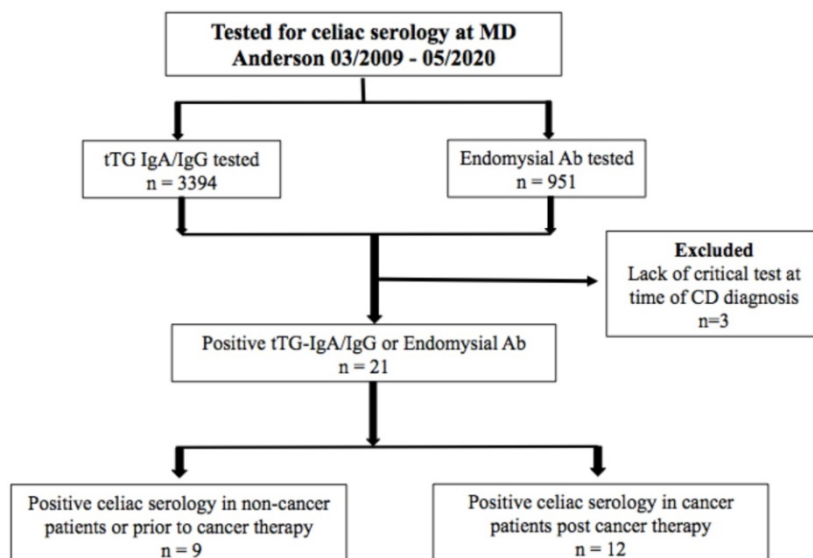 Tested for celiac serology at MD
Anderson 03/2009 - 05/2020
tTG IgA/IgG tested
n = 3394
Endomysial Ab tested
n = 951
Excluded
Lack of critical test at
time of CD diagnosis
n=3
Positive tTG-IgA/IgG or Endomysial Ab
n = 21
Positive celiac serology in non-cancer
patients or prior to cancer therapy
n = 9
Positive celiac serology in cancer
patients post cancer therapy
n = 12